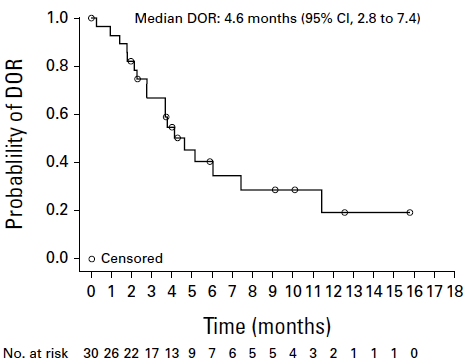 Median DOR: 4.6 months (95% CI, 2.8 to 7.4)
Probablility of DOR
1.0
0.8
0.6
0.4
0.2
0.0
Censored
0 1 2 3 4 5 6 7 8 9 10 11 12 13 14 15 16 17 18
Time (months)
No. at risk 30 26 22 17 13 9 7 6 5 5 4 3 2 1 1 1 0